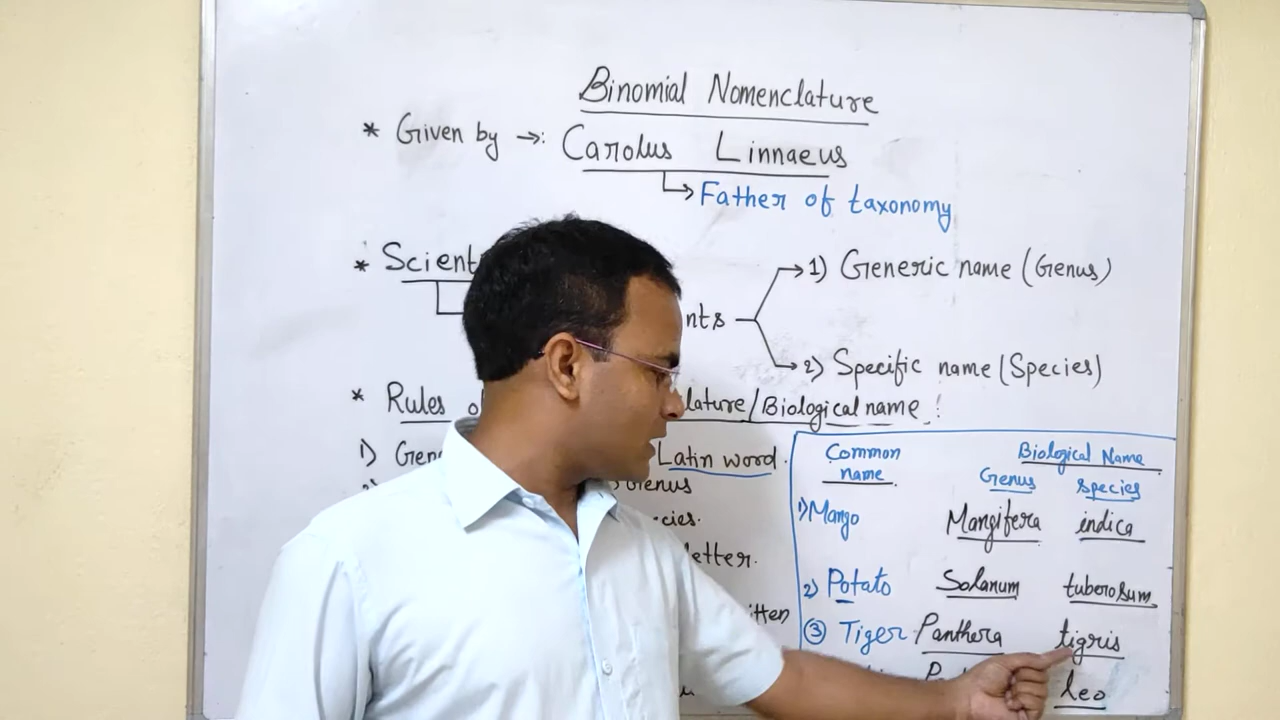 Binomial Nomenclature
* Given by →: Carolus Linnaeus
→ Father of taxonomy
* Scient
nts → 1) Generic name (Genus)
→ 2) Specific name (Species)
* Rules lature/Biological name :
1) Gen Latin word.
Genus
cies.
letter.
itten
Common name Biological Name
Genus Species
1) Mango Mangifera indica
2) Potato Solanum tuberosum
③ Tiger Panthera tigris
leo